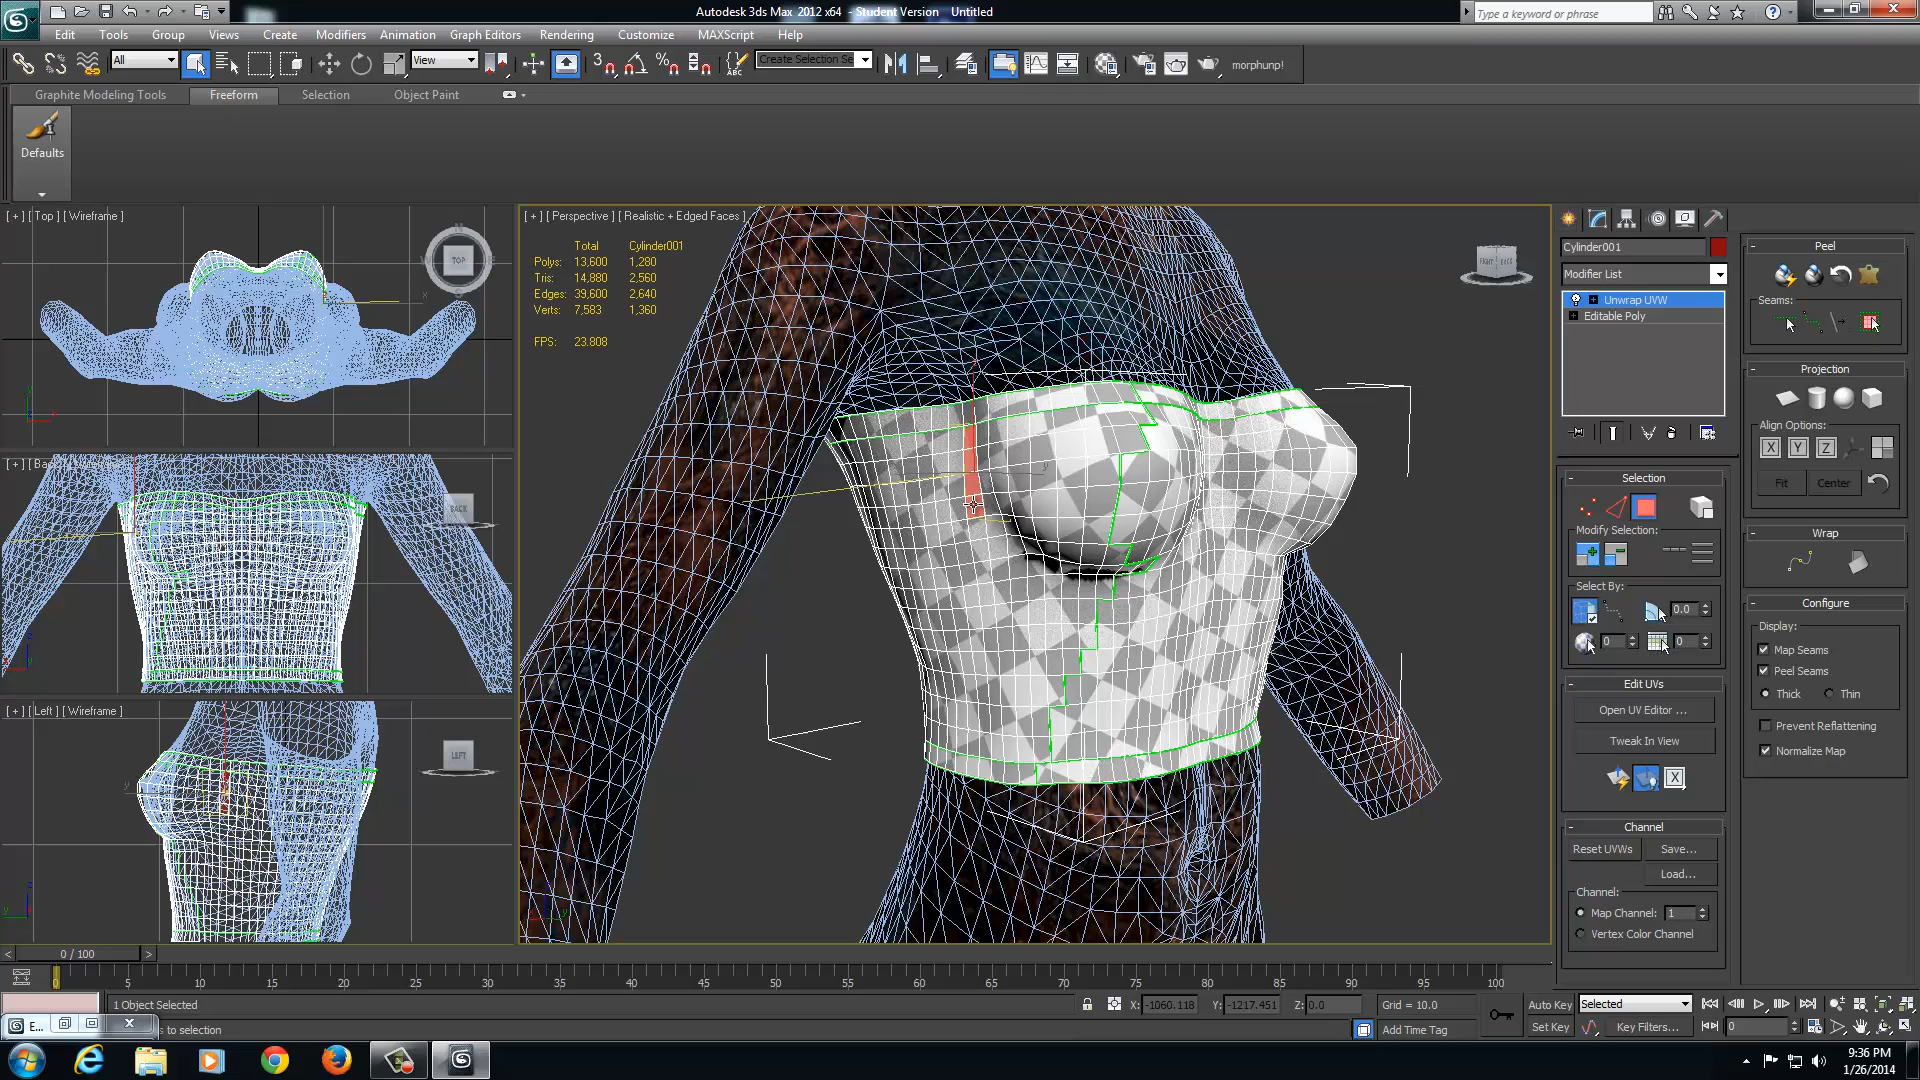 Autodesk 3ds Max 2012 x64 - Student Version Untitled
Type a keyword or phrase
Edit Tools Group Views Create Modifiers Animation Graph Editors Rendering Customize MAXScript Help
All View Create Selection Se morphunp!
Graphite Modeling Tools Freeform Selection Object Paint
Defaults
[ + ] [ Top ] [ Wireframe ]
TOP
[ + ] [ Perspective ] [ Realistic + Edged Faces ]
Total Cylinder001
Polys: 13,600 1,280
Tris: 14,880 2,560
Edges: 39,600 2,640
Verts: 7,583 1,360
FPS: 23.808
BACK
[ + ] [ Left ] [ Wireframe ]
LEFT
Cylinder001
Modifier List
Unwrap UVW
Editable Poly
Selection
Modify Selection:
Select By:
0.0
0 0
Edit UVs
Open UV Editor ...
Tweak In View
Channel
Reset UVWs Save...
Load...
Channel:
Map Channel: 1
Vertex Color Channel
Peel
Seams:
Projection
Align Options:
X Y Z
Fit Center
Wrap
Configure
Display:
Map Seams
Peel Seams
Thick Thin
Prevent Reflattening
Normalize Map
< 0 / 100 >
0 5 10 15 20 25 30 35 40 45 50 55 60 65 70 75 80 85 90 95 100
1 Object Selected X: -1060.118 Y: -1217.451 Z: 0.0 Grid = 10.0 Auto Key Selected
E... s to selection Add Time Tag Set Key Key Filters... 0
9:36 PM
1/26/2014